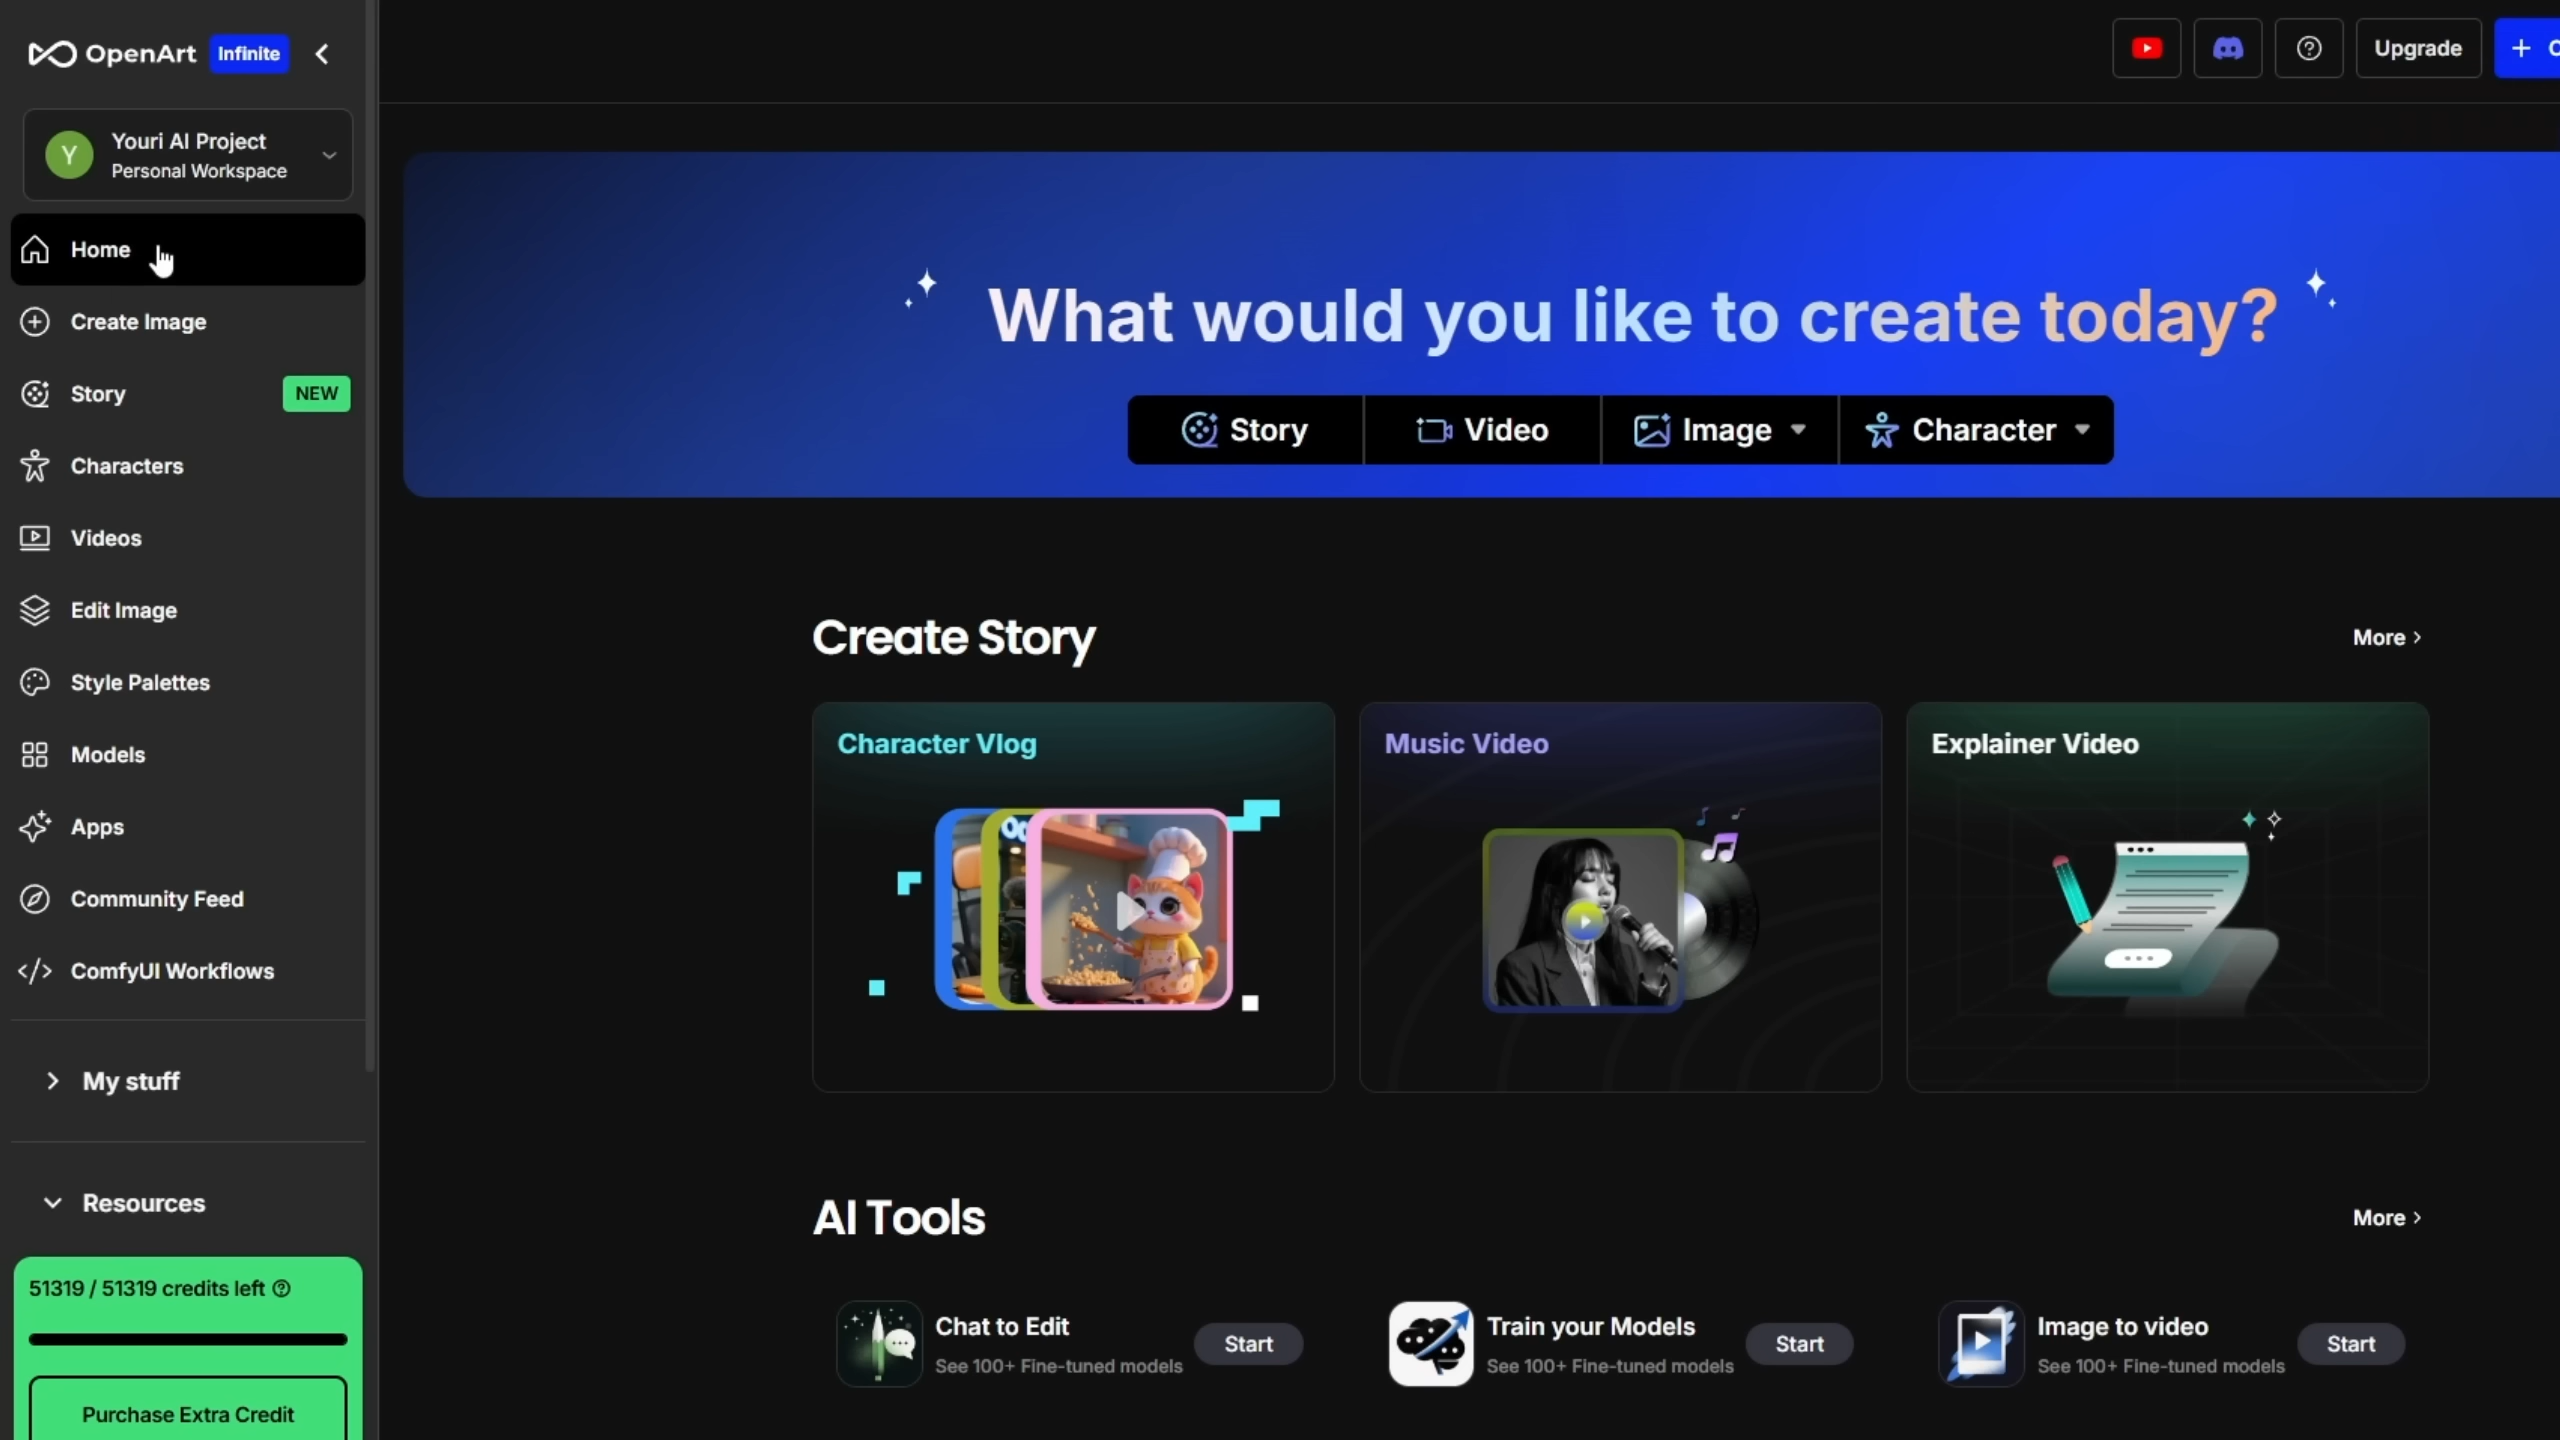 OpenArt Infinite
Y
Youri AI Project
Personal Workspace
Home
Create Image
Story NEW
Characters
Videos
Edit Image
Style Palettes
Models
Apps
Community Feed
ComfyUI Workflows
My stuff
Resources
51319 / 51319 credits left
Purchase Extra Credit
Upgrade
What would you like to create today?
Story Video Image Character
Create Story More
Character Vlog
Music Video
Explainer Video
AI Tools More
Chat to Edit
See 100+ Fine-tuned models
Start
Train your Models
See 100+ Fine-tuned models
Start
Image to video
See 100+ Fine-tuned models
Start